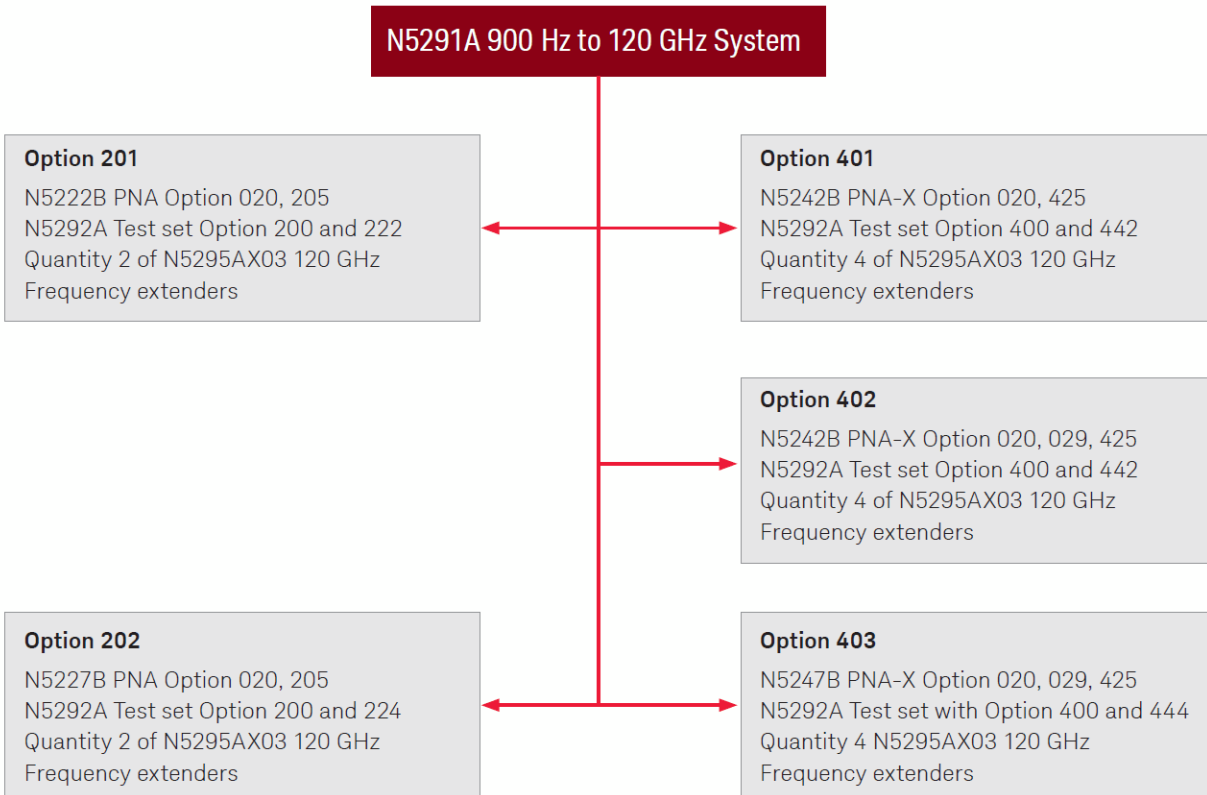 N5291A 900 Hz to 120 GHz System
Option 201
N5222B PNA Option 020, 205
N5292A Test set Option 200 and 222
Quantity 2 of N5295AX03 120 GHz
Frequency extenders
Option 401
N5242B PNA-X Option 020, 425
N5292A Test set Option 400 and 442
Quantity 4 of N5295AX03 120 GHz
Frequency extenders
Option 402
N5242B PNA-X Option 020, 029, 425
N5292A Test set Option 400 and 442
Quantity 4 of N5295AX03 120 GHz
Frequency extenders
Option 202
N5227B PNA Option 020, 205
N5292A Test set Option 200 and 224
Quantity 2 of N5295AX03 120 GHz
Frequency extenders
Option 403
N5247B PNA-X Option 020, 029, 425
N5292A Test set with Option 400 and 444
Quantity 4 N5295AX03 120 GHz
Frequency extenders